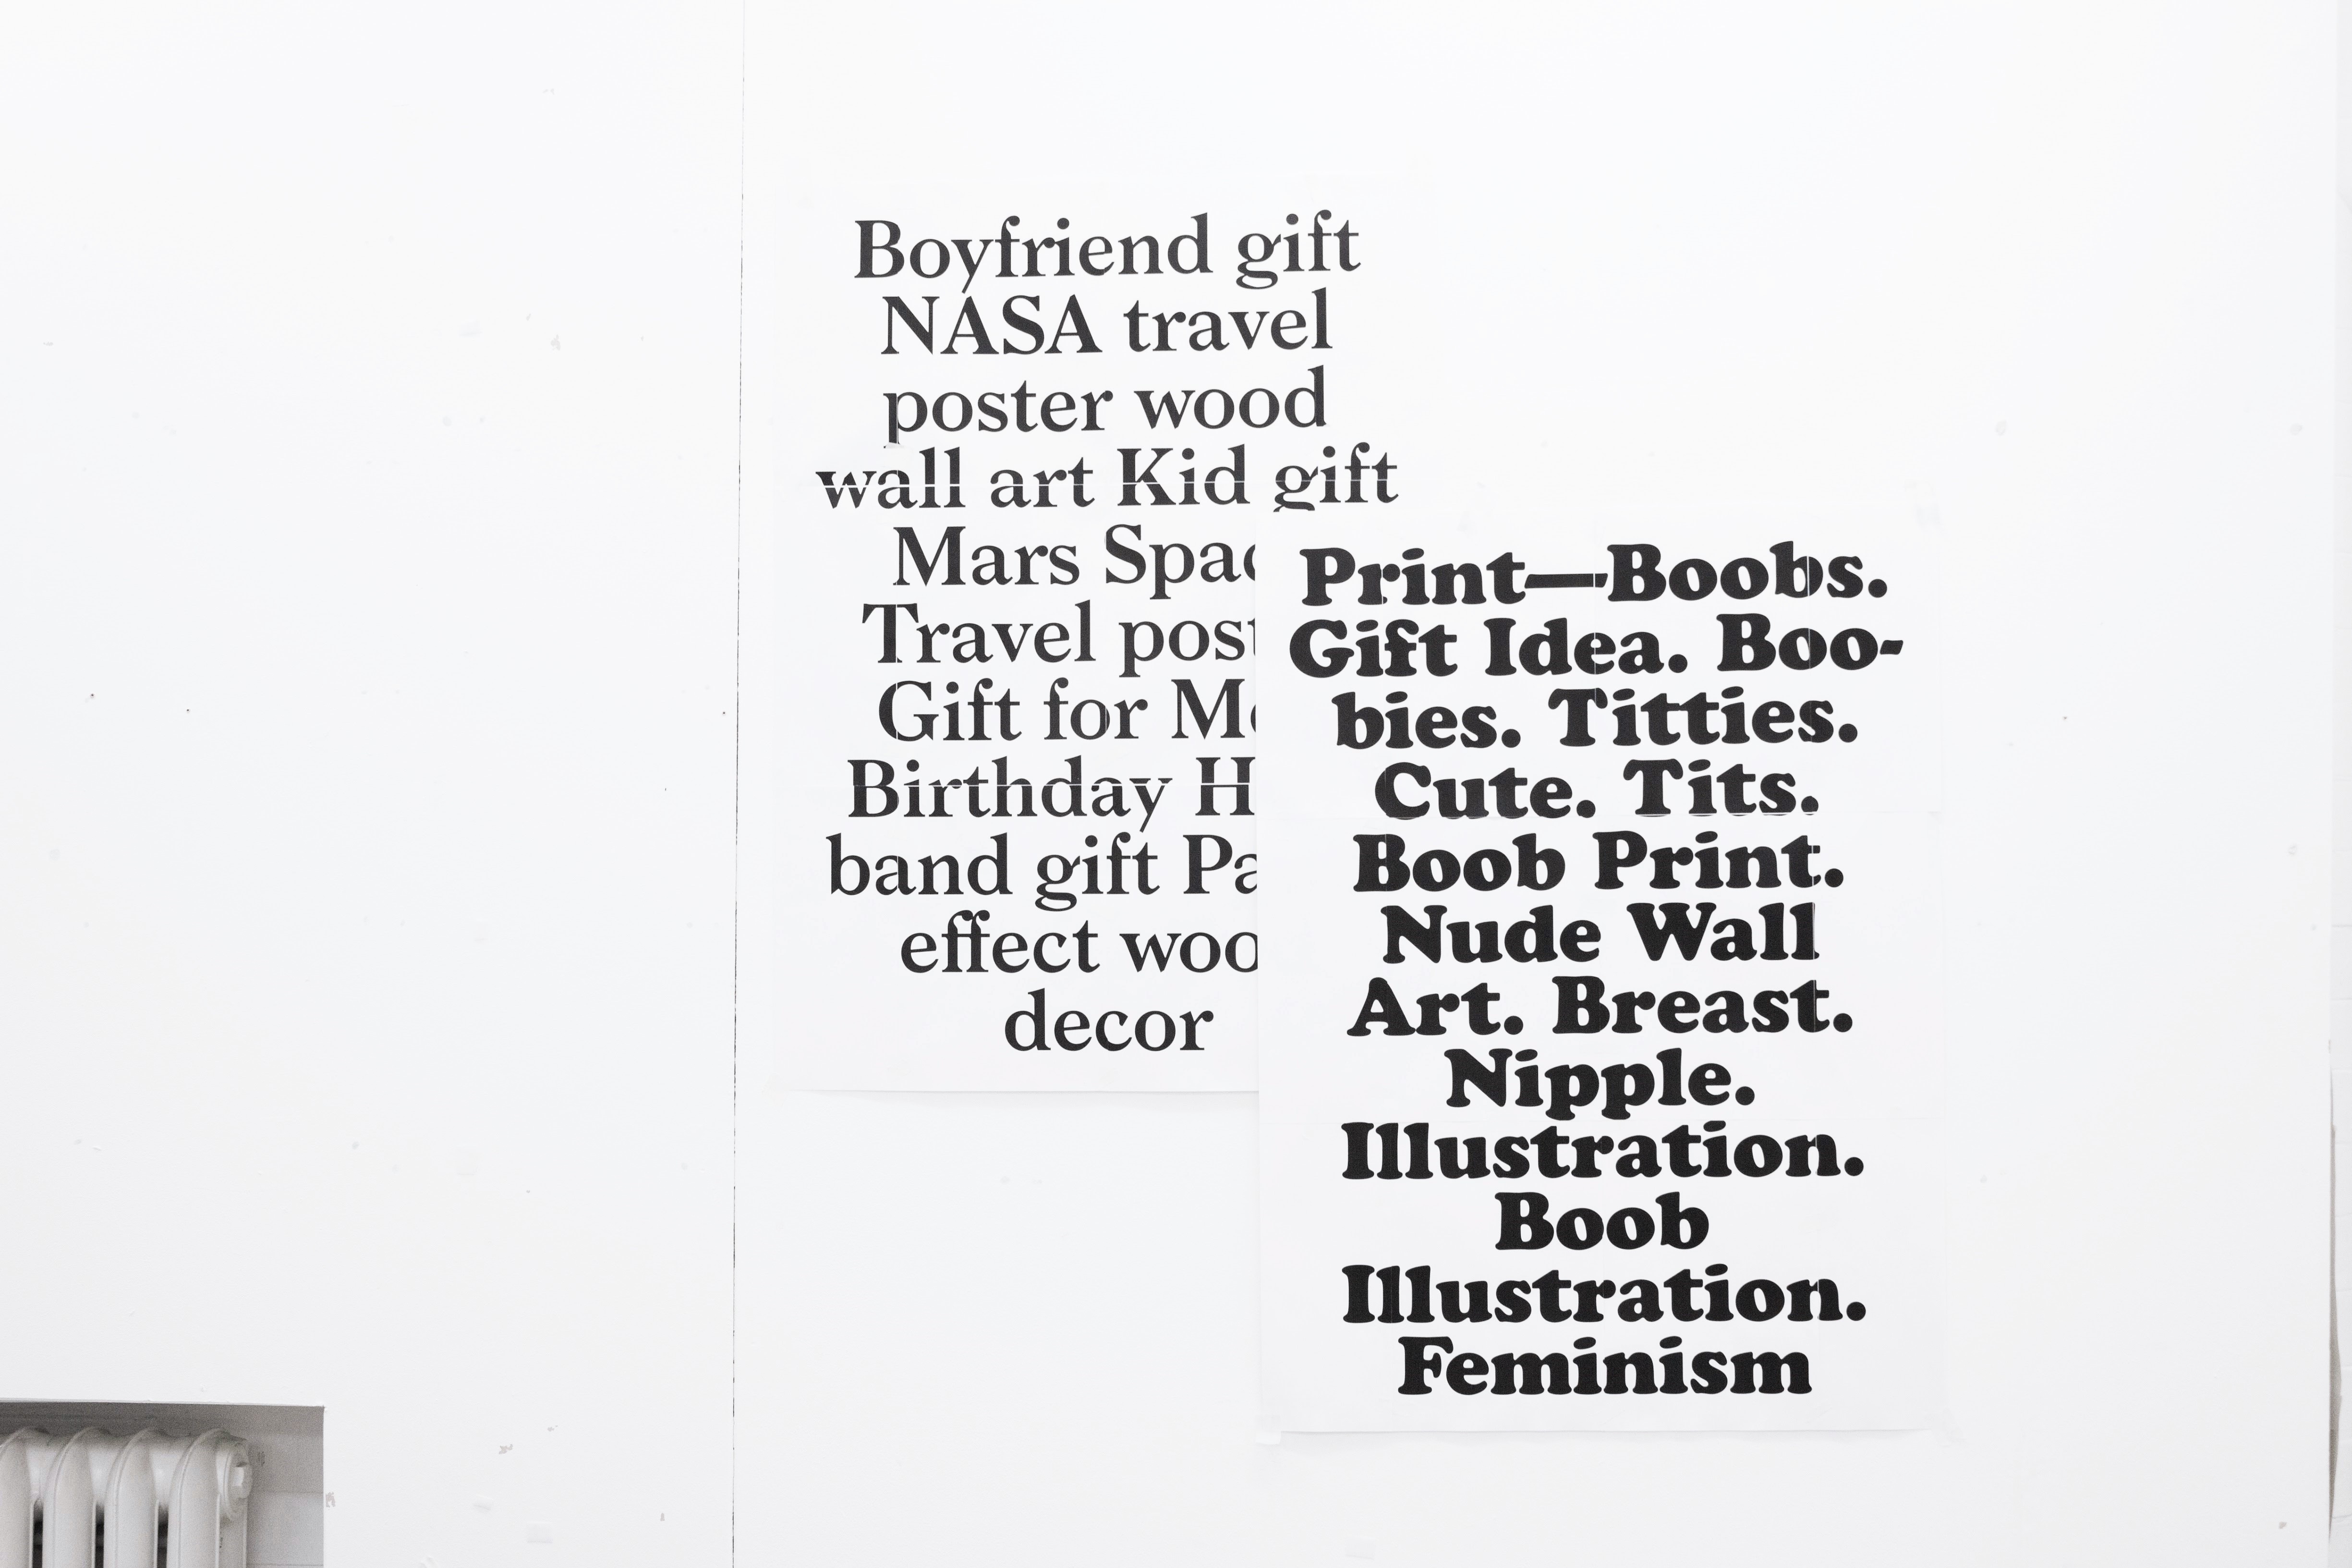 Boyfriend gift
NASA travel
poster wood
wall art Kid gift
Mars Spac
Travel post
Gift for M
Birthday H
band gift Pa
effect woo
decor
Print—Boobs.
Gift Idea. Boo-
bies. Titties.
Cute. Tits.
Boob Print.
Nude Wall
Art. Breast.
Nipple.
Illustration.
Boob
Illustration.
Feminism